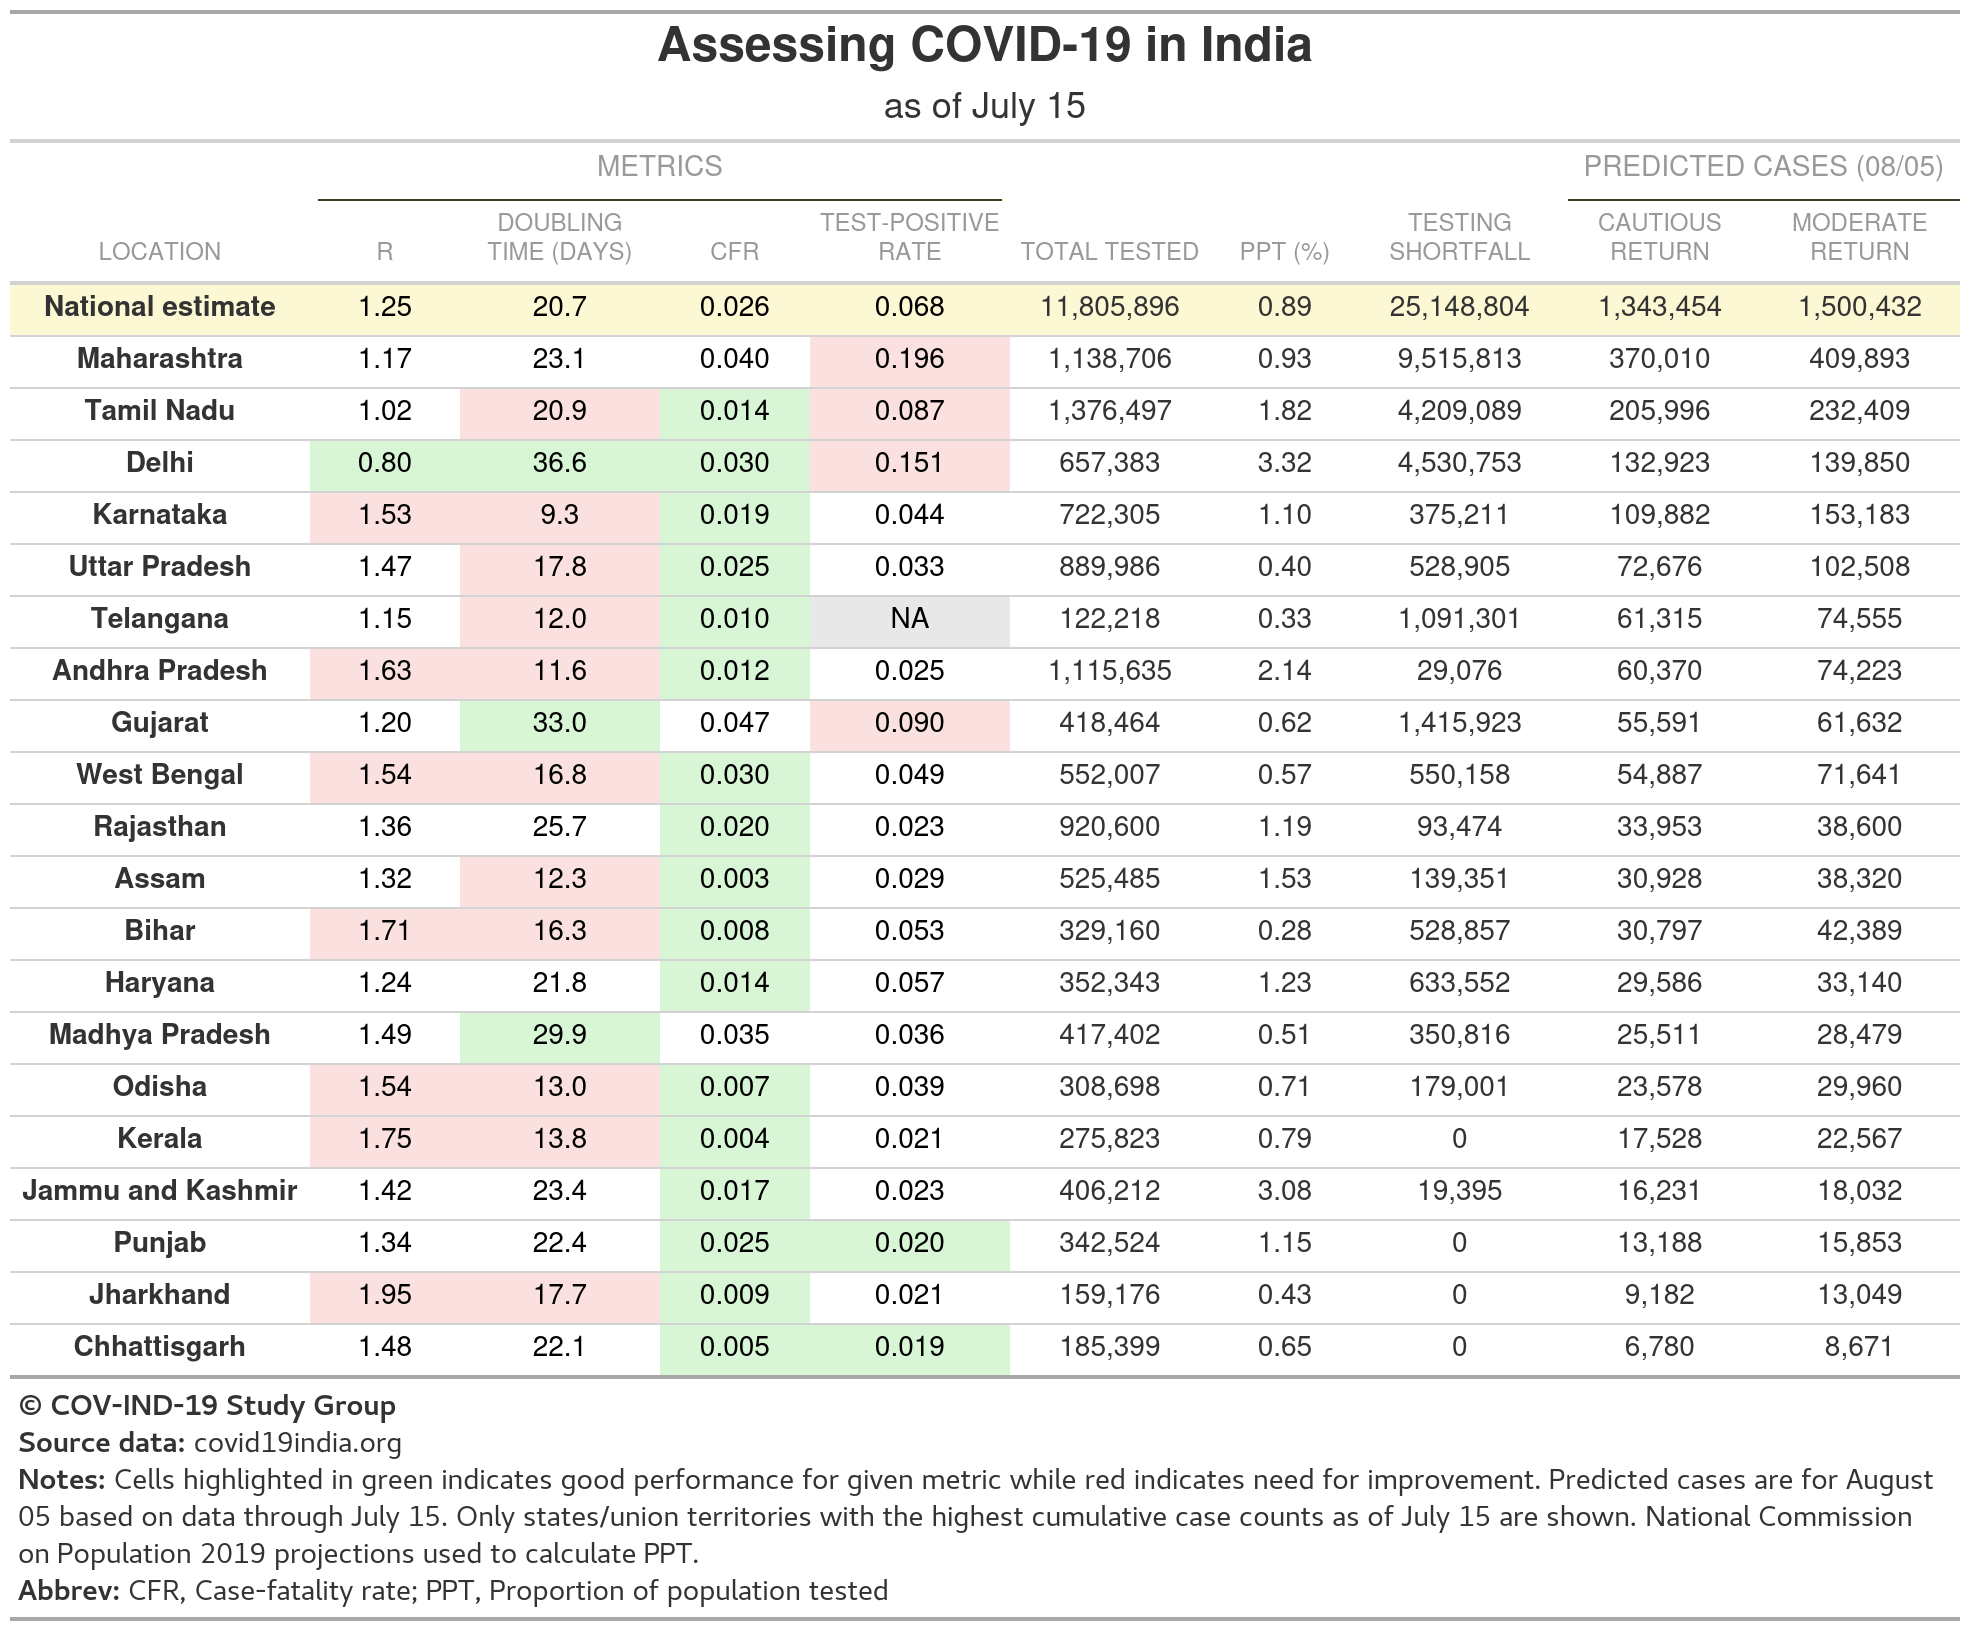 Assessing COVID-19 in India
as of July 15
METRICS PREDICTED CASES (08/05)
LOCATION R DOUBLING TIME (DAYS) CFR TEST-POSITIVE RATE TOTAL TESTED PPT (%) TESTING SHORTFALL CAUTIOUS RETURN MODERATE RETURN
National estimate 1.25 20.7 0.026 0.068 11,805,896 0.89 25,148,804 1,343,454 1,500,432
Maharashtra 1.17 23.1 0.040 0.196 1,138,706 0.93 9,515,813 370,010 409,893
Tamil Nadu 1.02 20.9 0.014 0.087 1,376,497 1.82 4,209,089 205,996 232,409
Delhi 0.80 36.6 0.030 0.151 657,383 3.32 4,530,753 132,923 139,850
Karnataka 1.53 9.3 0.019 0.044 722,305 1.10 375,211 109,882 153,183
Uttar Pradesh 1.47 17.8 0.025 0.033 889,986 0.40 528,905 72,676 102,508
Telangana 1.15 12.0 0.010 NA 122,218 0.33 1,091,301 61,315 74,555
Andhra Pradesh 1.63 11.6 0.012 0.025 1,115,635 2.14 29,076 60,370 74,223
Gujarat 1.20 33.0 0.047 0.090 418,464 0.62 1,415,923 55,591 61,632
West Bengal 1.54 16.8 0.030 0.049 552,007 0.57 550,158 54,887 71,641
Rajasthan 1.36 25.7 0.020 0.023 920,600 1.19 93,474 33,953 38,600
Assam 1.32 12.3 0.003 0.029 525,485 1.53 139,351 30,928 38,320
Bihar 1.71 16.3 0.008 0.053 329,160 0.28 528,857 30,797 42,389
Haryana 1.24 21.8 0.014 0.057 352,343 1.23 633,552 29,586 33,140
Madhya Pradesh 1.49 29.9 0.035 0.036 417,402 0.51 350,816 25,511 28,479
Odisha 1.54 13.0 0.007 0.039 308,698 0.71 179,001 23,578 29,960
Kerala 1.75 13.8 0.004 0.021 275,823 0.79 0 17,528 22,567
Jammu and Kashmir 1.42 23.4 0.017 0.023 406,212 3.08 19,395 16,231 18,032
Punjab 1.34 22.4 0.025 0.020 342,524 1.15 0 13,188 15,853
Jharkhand 1.95 17.7 0.009 0.021 159,176 0.43 0 9,182 13,049
Chhattisgarh 1.48 22.1 0.005 0.019 185,399 0.65 0 6,780 8,671
© COV-IND-19 Study Group
Source data: covid19india.org
Notes: Cells highlighted in green indicates good performance for given metric while red indicates need for improvement. Predicted cases are for August
05 based on data through July 15. Only states/union territories with the highest cumulative case counts as of July 15 are shown. National Commission
on Population 2019 projections used to calculate PPT.
Abbrev: CFR, Case-fatality rate; PPT, Proportion of population tested